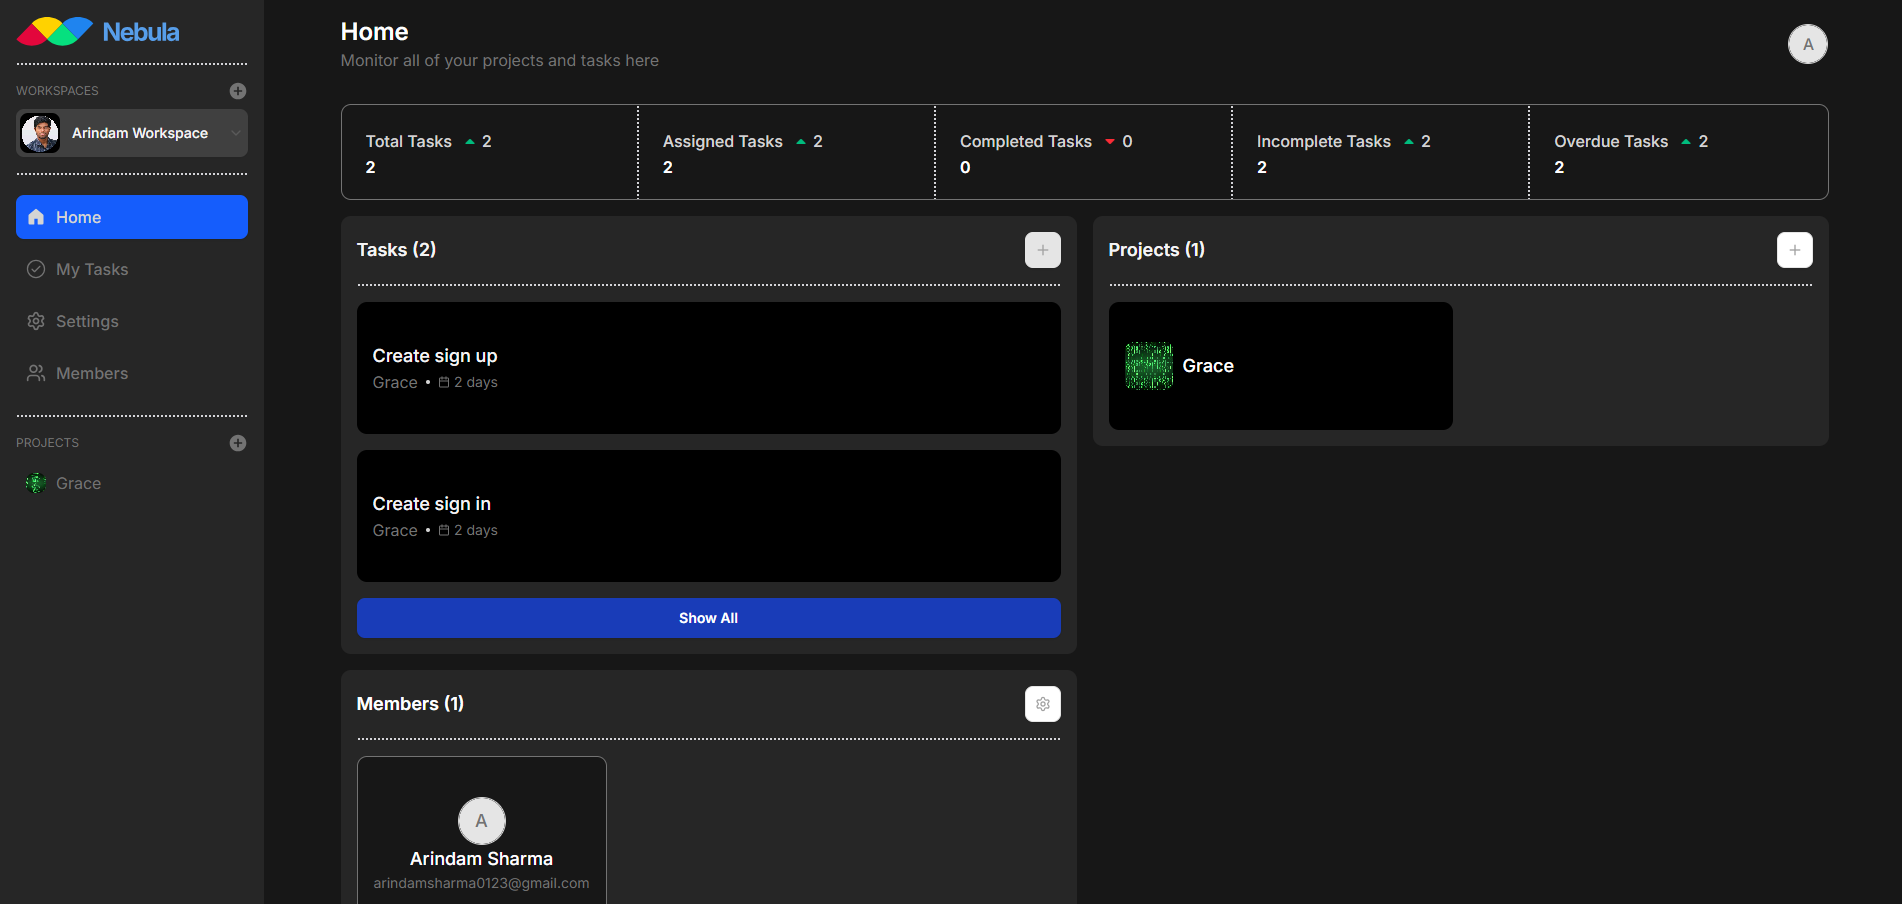 Nebula
WORKSPACES
Arindam Workspace
Home
My Tasks
Settings
Members
PROJECTS
Grace
Home
Monitor all of your projects and tasks here
A
Total Tasks 2
2
Assigned Tasks 2
2
Completed Tasks 0
0
Incomplete Tasks 2
2
Overdue Tasks 2
2
Tasks (2)
Create sign up
Grace • 2 days
Create sign in
Grace • 2 days
Show All
Projects (1)
Grace
Members (1)
A
Arindam Sharma
arindamsharma0123@gmail.com